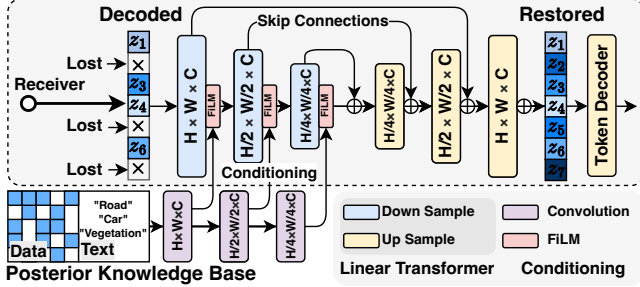 Decoded
Skip Connections
Restored
Receiver
Lost
Lost
Lost
z1
×
z3
z4
×
z6
×
H × W × C
FiLM
H/2 × W/2 × C
FiLM
H/4×W/4×C
FiLM
H/4×W/4×C
H/2 × W/2 × C
H × W × C
z1
z2
z3
z4
z5
z6
z7
Token Decoder
Conditioning
"Road"
"Car"
"Vegetation"
Data
Text
H×W×C
H/2×W/2×C
H/4×W/4×C
Posterior Knowledge Base
Down Sample
Up Sample
Linear Transformer
Convolution
FiLM
Conditioning